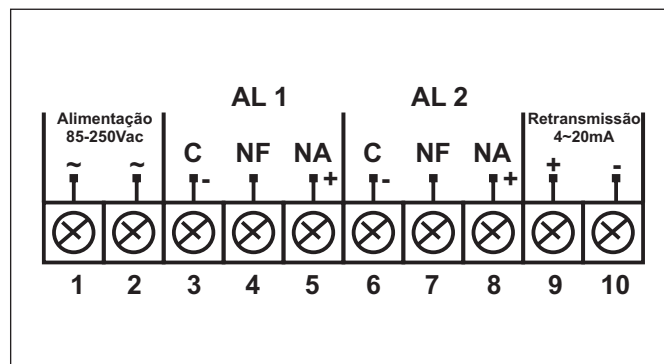 AL 1
AL 2
Alimentação
85-250Vac
Retransmissão
4~20mA
~ ~ C - NF NA + C - NF NA + + -
1 2 3 4 5 6 7 8 9 10